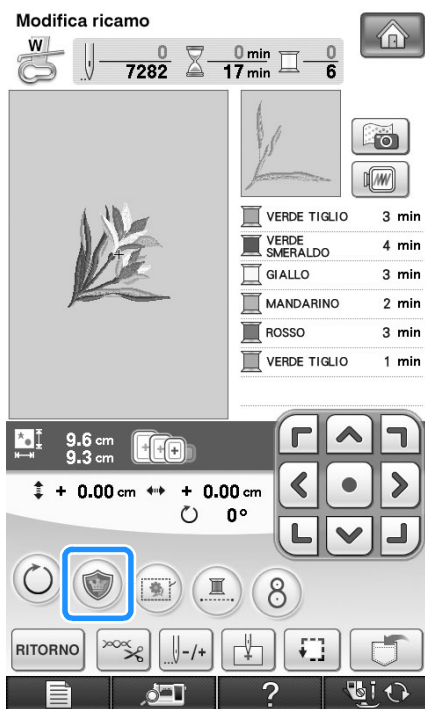 Modifica ricamo
W
0 0 min 0
7282 17 min 6
VERDE TIGLIO 3 min
VERDE SMERALDO 4 min
GIALLO 3 min
MANDARINO 2 min
ROSSO 3 min
VERDE TIGLIO 1 min
9.6 cm
9.3 cm
+ 0.00 cm + 0.00 cm
0°
8
RITORNO -/+
?